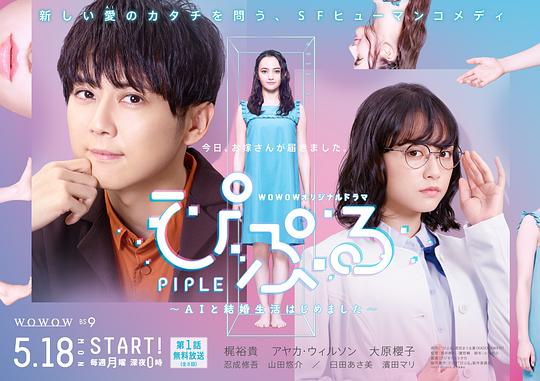 新しい愛のカタチを問う、SFヒューマンコメディ
今日。お嫁さんが届きました。
WOWOWオリジナルドラマ
ぴぷる
PIPLE
～AIと結婚生活はじめました～
WOWOW BS9
5.18 MON START!
毎週月曜 深夜0時
第1話
無料放送
(全8話)
梶裕貴 アヤカ・ウィルソン 大原櫻子
忍成修吾 山田悠介 ／ 臼田あさ美 濱田マリ